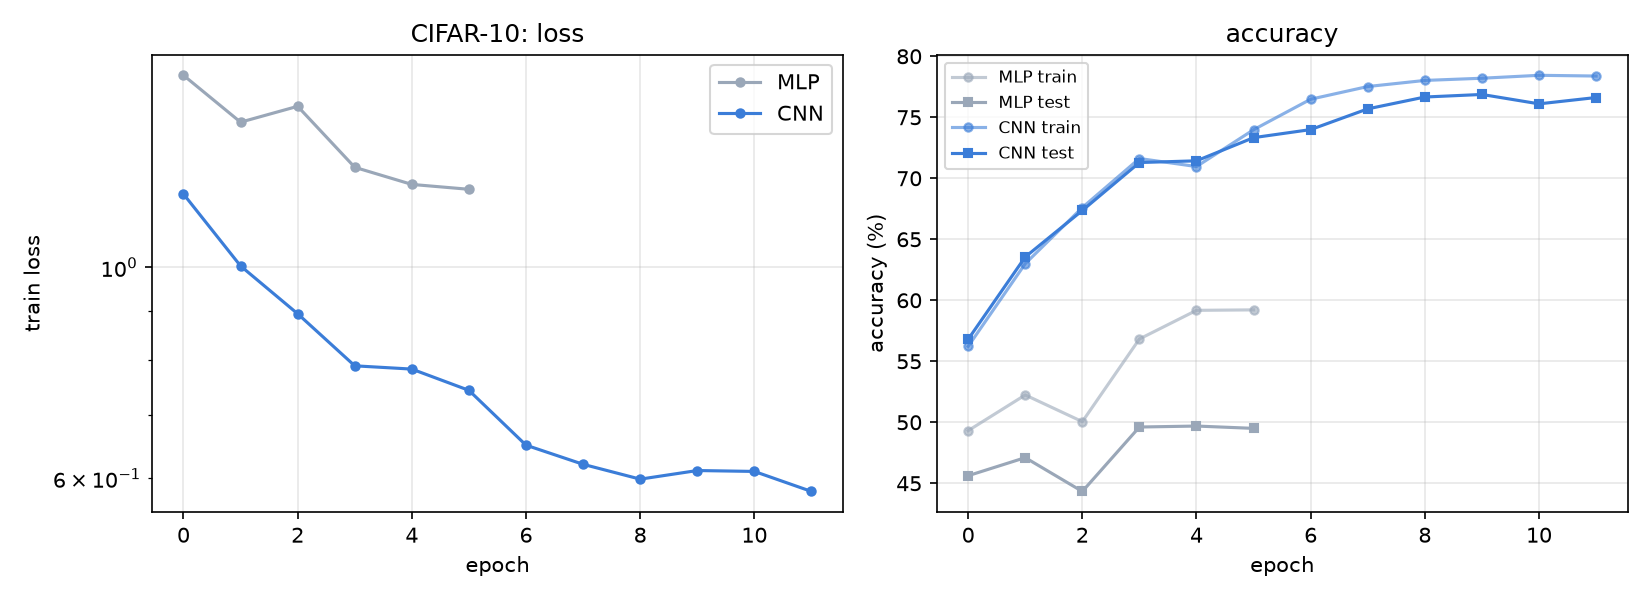 CIFAR-10: loss
MLP
CNN
train loss
10⁰
6 × 10⁻¹
0 2 4 6 8 10
epoch
accuracy
MLP train
MLP test
CNN train
CNN test
accuracy (%)
80
75
70
65
60
55
50
45
0 2 4 6 8 10
epoch